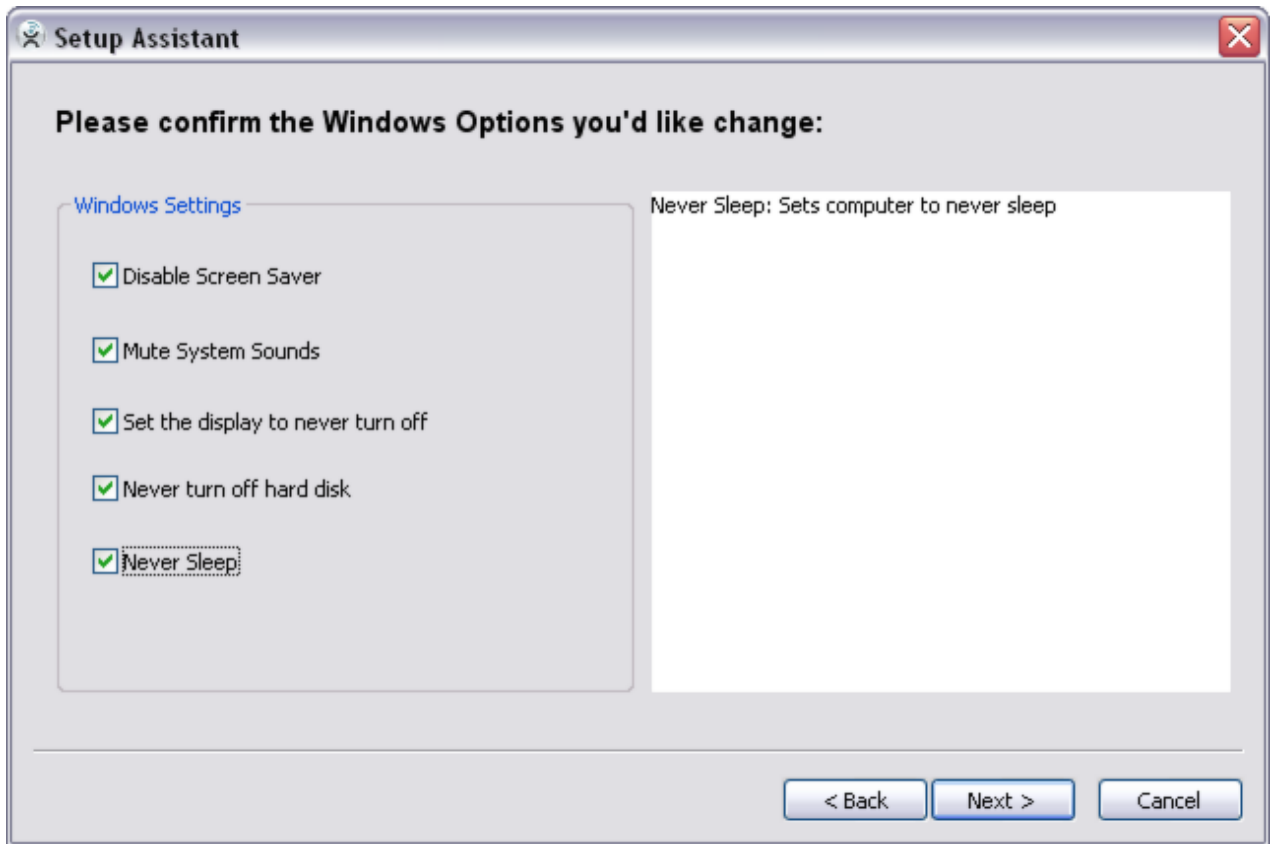 Setup Assistant
Please confirm the Windows Options you'd like change:
Windows Settings
Disable Screen Saver
Mute System Sounds
Set the display to never turn off
Never turn off hard disk
Never Sleep
Never Sleep: Sets computer to never sleep
< Back
Next >
Cancel